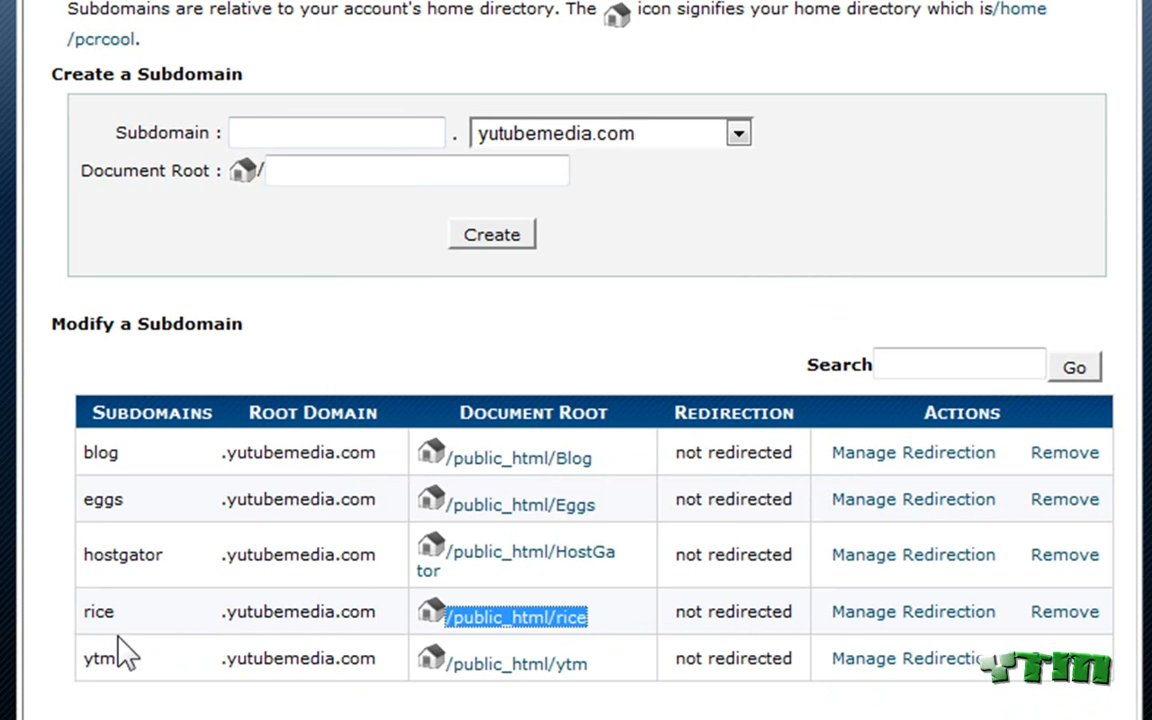 Subdomains are relative to your account's home directory. The icon signifies your home directory which is/home
/pcrcool.
Create a Subdomain
Subdomain : . yutubemedia.com
Document Root : /
Create
Modify a Subdomain
Search Go
SUBDOMAINS ROOT DOMAIN DOCUMENT ROOT REDIRECTION ACTIONS
blog .yutubemedia.com /public_html/Blog not redirected Manage Redirection Remove
eggs .yutubemedia.com /public_html/Eggs not redirected Manage Redirection Remove
hostgator .yutubemedia.com /public_html/HostGa not redirected Manage Redirection Remove
tor
rice .yutubemedia.com /public_html/rice not redirected Manage Redirection Remove
ytm .yutubemedia.com /public_html/ytm not redirected Manage YTM